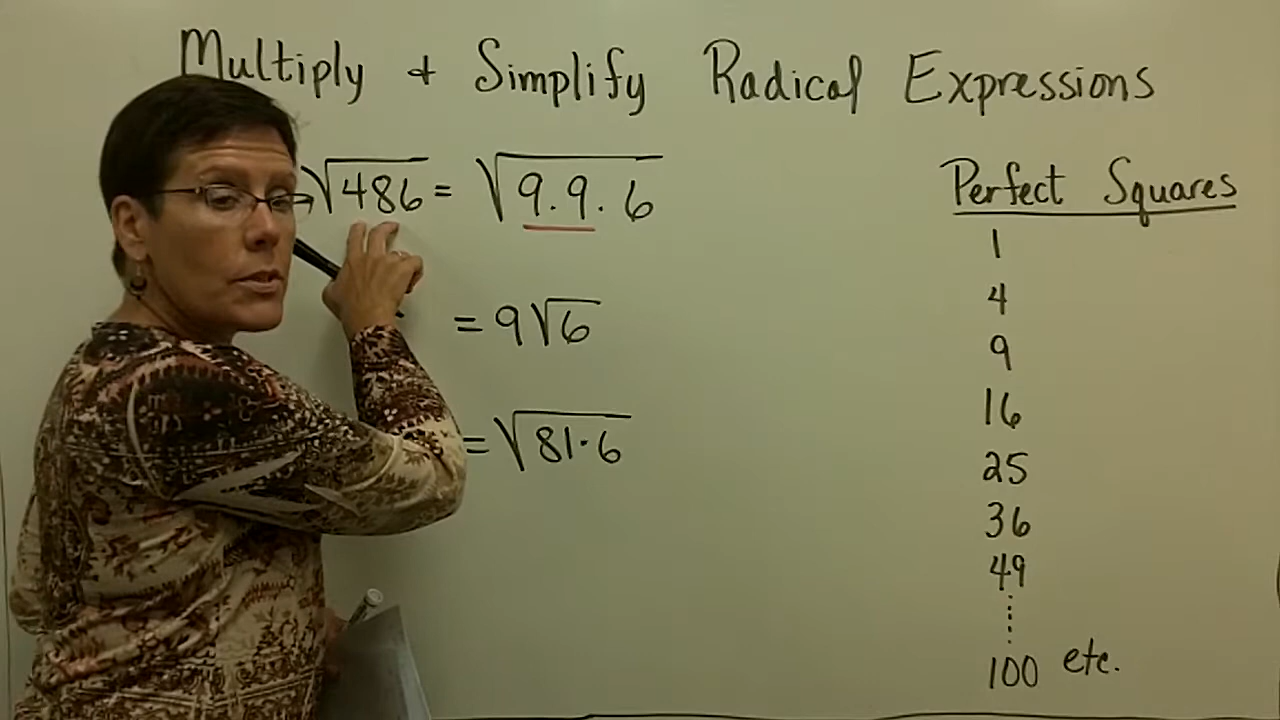 Multiply + Simplify Radical Expressions
√486 = √9.9.6
= 9√6
= √81·6
Perfect Squares
1
4
9
16
25
36
49
⋮
100 etc.